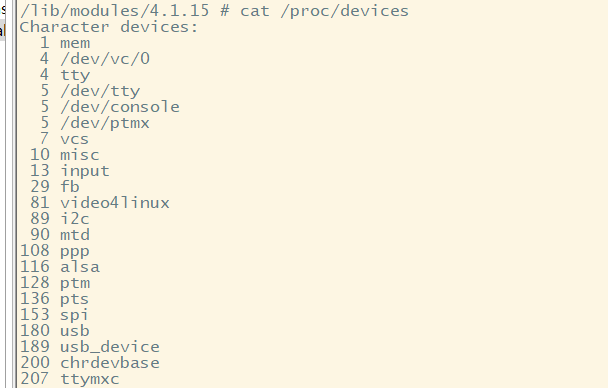 /lib/modules/4.1.15 # cat /proc/devices
Character devices:
  1 mem
  4 /dev/vc/0
  4 tty
  5 /dev/tty
  5 /dev/console
  5 /dev/ptmx
  7 vcs
 10 misc
 13 input
 29 fb
 81 video4linux
 89 i2c
 90 mtd
108 ppp
116 alsa
128 ptm
136 pts
153 spi
180 usb
189 usb_device
200 chrdevbase
207 ttymxc